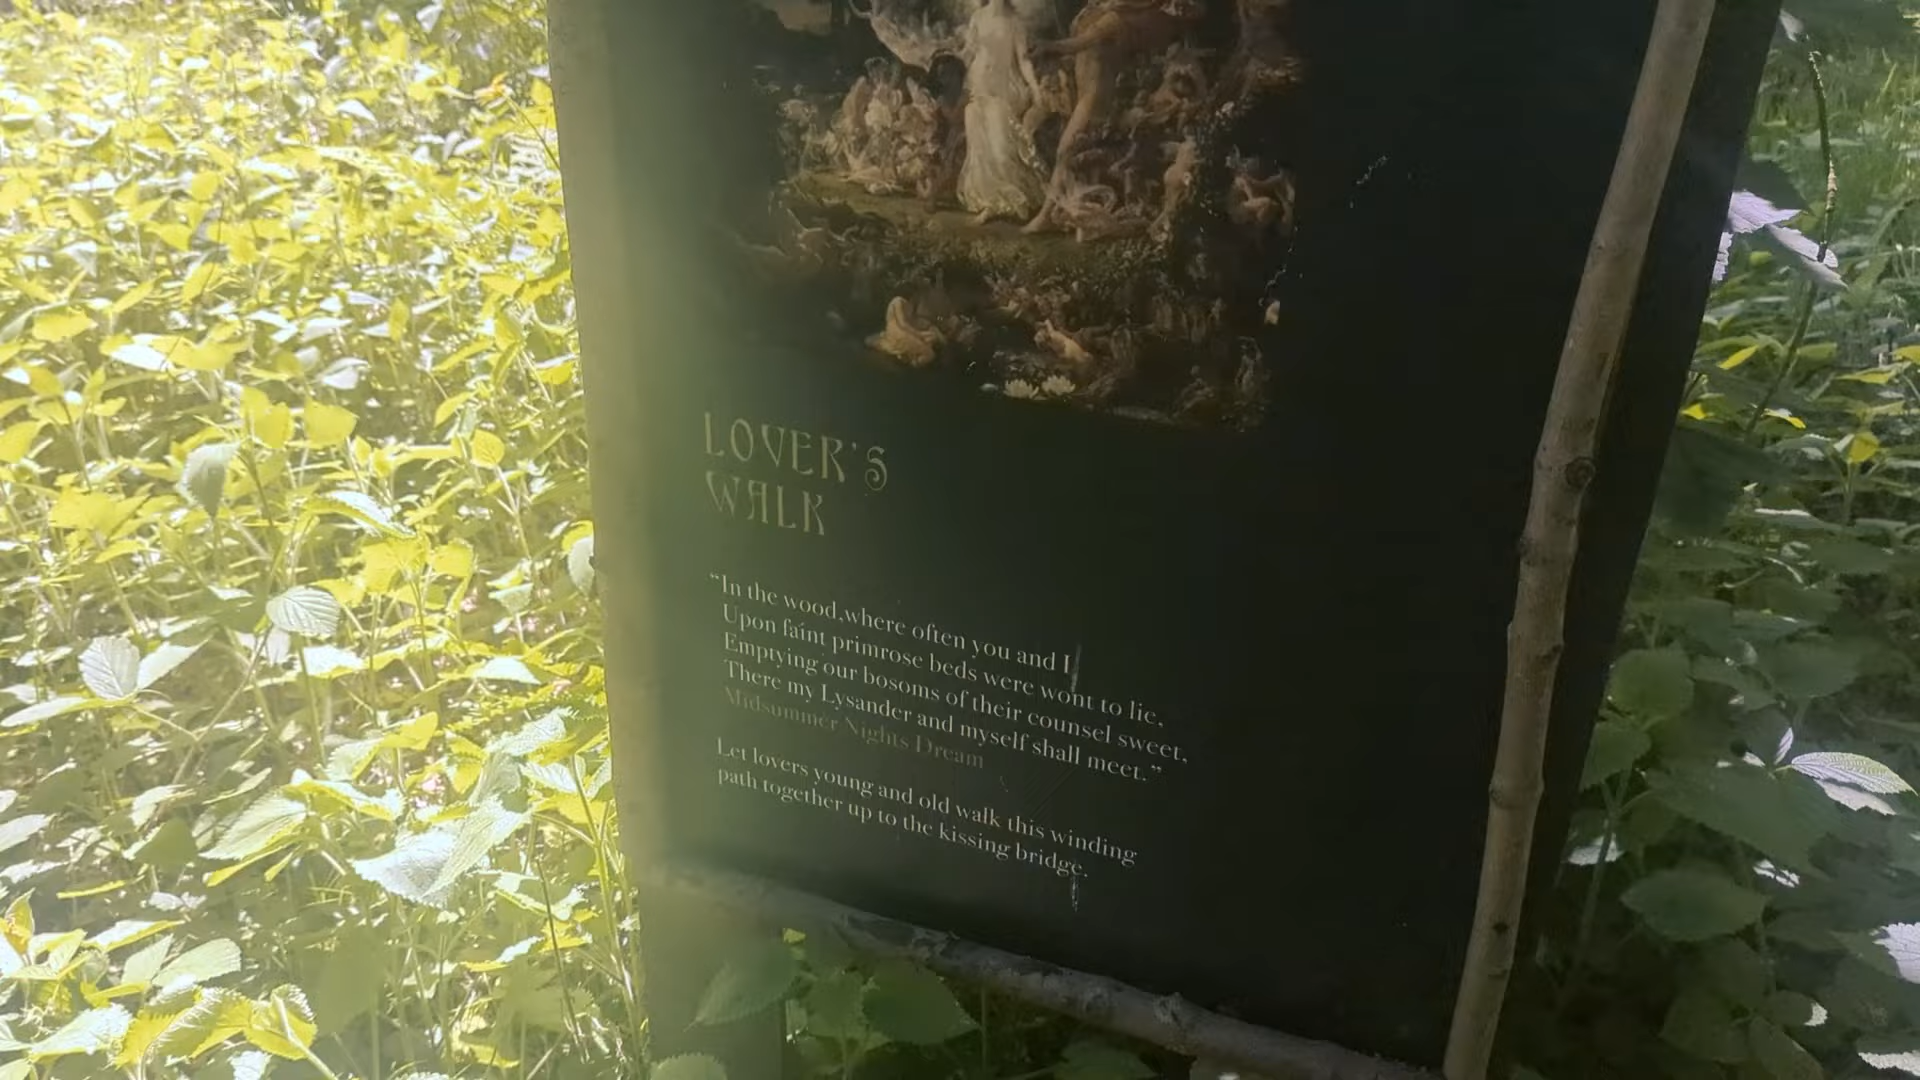 LOVER'S
WALK
“In the wood,where often you and I
Upon faint primrose beds were wont to lie,
Emptying our bosoms of their counsel sweet,
There my Lysander and myself shall meet.”
Midsummer Nights Dream
Let lovers young and old walk this winding
path together up to the kissing bridge.